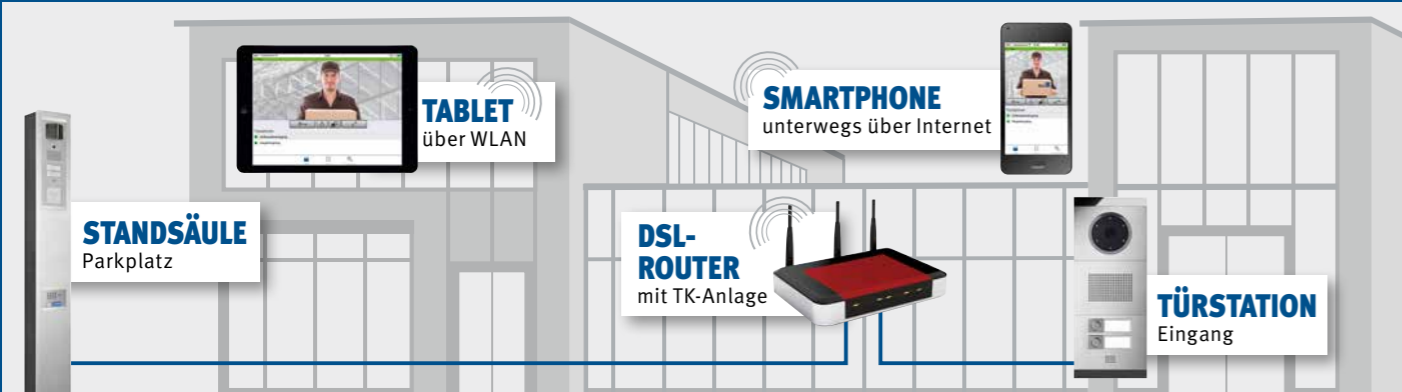 TABLET
über WLAN
SMARTPHONE
unterwegs über Internet
STANDSÄULE
Parkplatz
DSL-
ROUTER
mit TK-Anlage
TÜRSTATION
Eingang